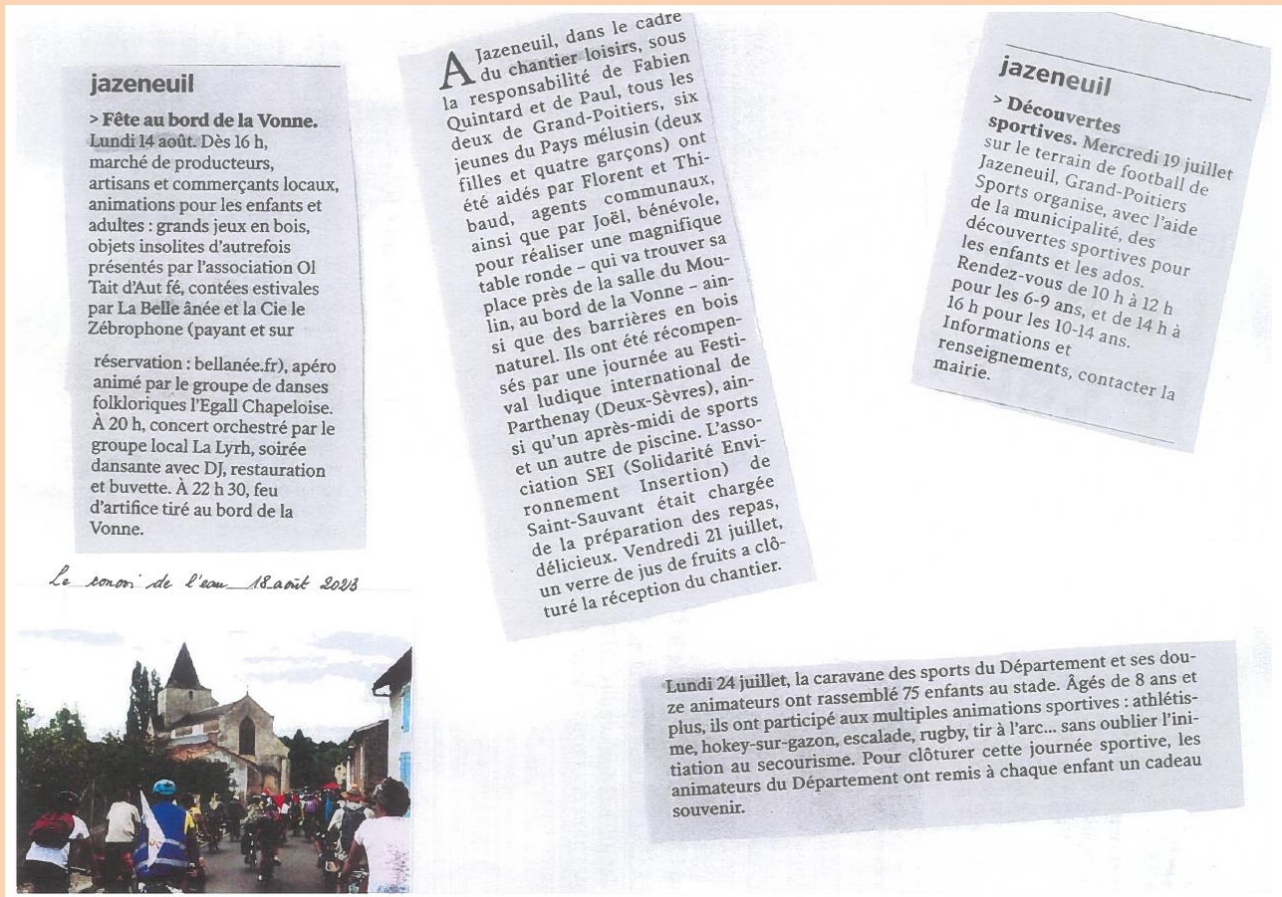 jazeneuil
> Fête au bord de la Vonne.
Lundi 14 août. Dès 16 h,
marché de producteurs,
artisans et commerçants locaux,
animations pour les enfants et
adultes : grands jeux en bois,
objets insolites d'autrefois
présentés par l'association Ol
Tait d'Aut fé, contées estivales
par La Belle ânée et la Cie le
Zébrophone (payant et sur
réservation : bellanée.fr), apéro
animé par le groupe de danses
folkloriques l'Egall Chapeloise.
À 20 h, concert orchestré par le
groupe local La Lyrh, soirée
dansante avec DJ, restauration
et buvette. À 22 h 30, feu
d'artifice tiré au bord de la
Vonne.
Le convoi de l'eau 18 août 2023
A Jazeneuil, dans le cadre
du chantier loisirs, sous
la responsabilité de Fabien
Quintard et de Paul, tous les
deux de Grand-Poitiers, six
jeunes du Pays mélusin (deux
filles et quatre garçons) ont
été aidés par Florent et Thi-
baud, agents communaux,
ainsi que par Joël, bénévole,
pour réaliser une magnifique
table ronde – qui va trouver sa
place près de la salle du Mou-
lin, au bord de la Vonne – ain-
si que des barrières en bois
naturel. Ils ont été récompen-
sés par une journée au Festi-
val ludique international de
Parthenay (Deux-Sèvres), ain-
si qu'un après-midi de sports
et un autre de piscine. L'asso-
ciation SEI (Solidarité Envi-
ronnement Insertion) de
Saint-Sauvant était chargée
de la préparation des repas,
délicieux. Vendredi 21 juillet,
un verre de jus de fruits a clô-
turé la réception du chantier.
jazeneuil
> Découvertes
sportives. Mercredi 19 juillet
sur le terrain de football de
Jazeneuil, Grand-Poitiers
Sports organise, avec l'aide
de la municipalité, des
découvertes sportives pour
les enfants et les ados.
Rendez-vous de 10 h à 12 h
pour les 6-9 ans, et de 14 h à
16 h pour les 10-14 ans.
Informations et
renseignements, contacter la
mairie.
Lundi 24 juillet, la caravane des sports du Département et ses dou-
ze animateurs ont rassemblé 75 enfants au stade. Âgés de 8 ans et
plus, ils ont participé aux multiples animations sportives : athlétis-
me, hokey-sur-gazon, escalade, rugby, tir à l'arc... sans oublier l'ini-
tiation au secourisme. Pour clôturer cette journée sportive, les
animateurs du Département ont remis à chaque enfant un cadeau
souvenir.